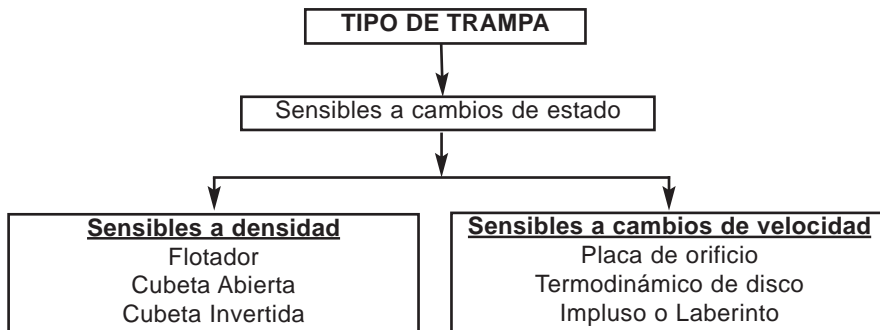 TIPO DE TRAMPA
Sensibles a cambios de estado
Sensibles a densidad
Flotador
Cubeta Abierta
Cubeta Invertida
Sensibles a cambios de velocidad
Placa de orificio
Termodinámico de disco
Impluso o Laberinto